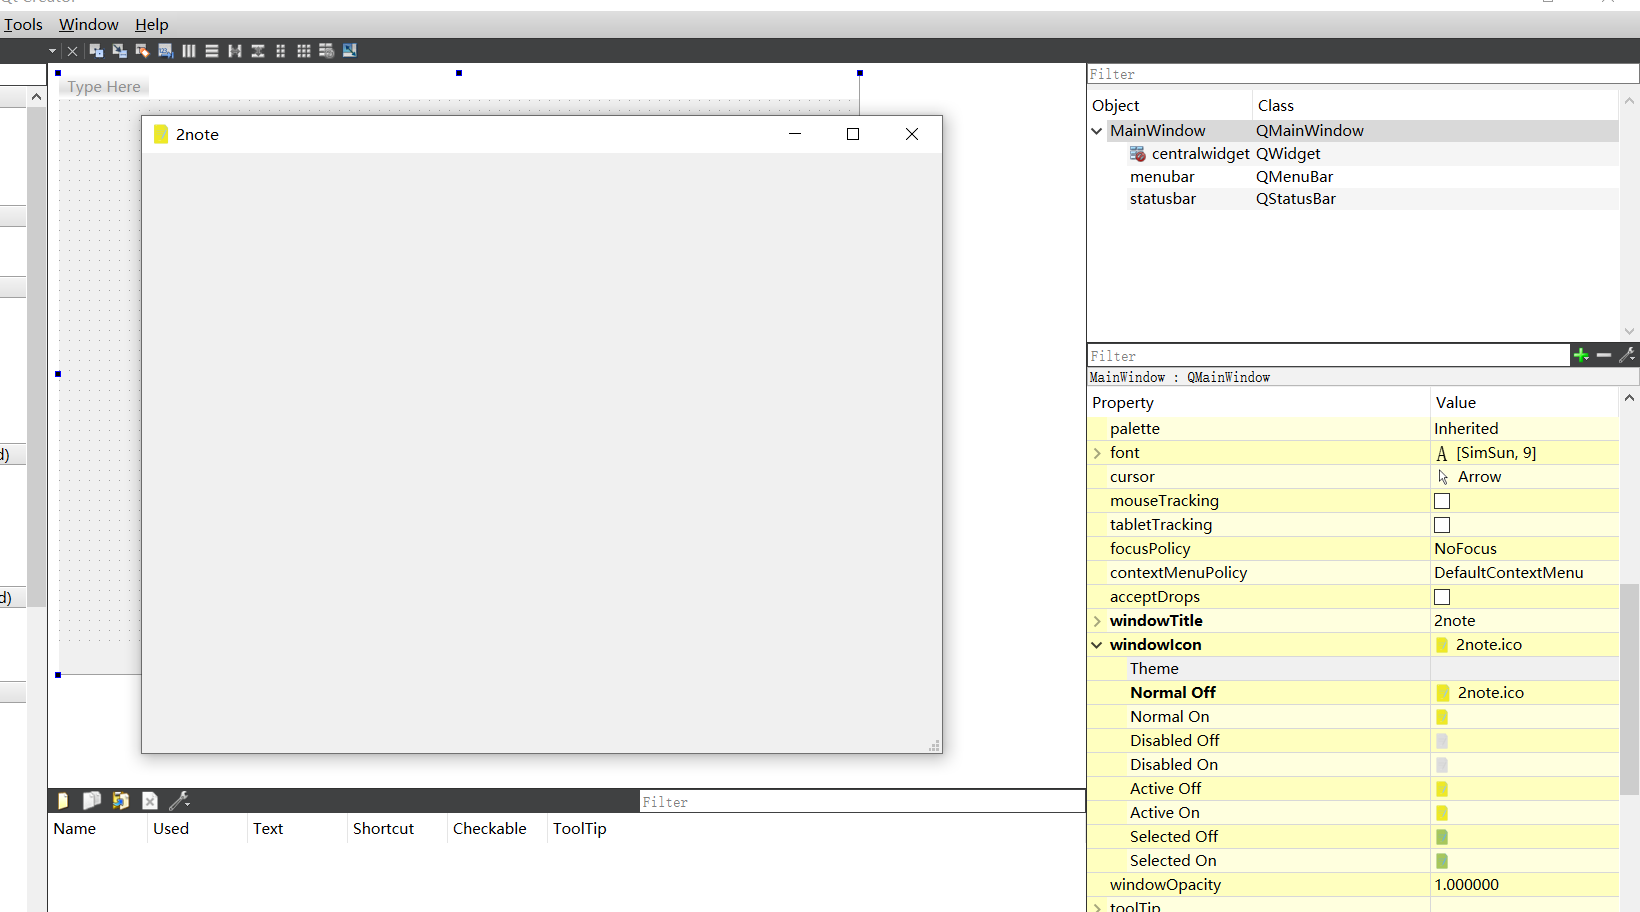 Tools Window Help
Type Here
2note
Filter
Object Class
MainWindow QMainWindow
centralwidget QWidget
menubar QMenuBar
statusbar QStatusBar
Filter
MainWindow : QMainWindow
Property Value
palette Inherited
font A [SimSun, 9]
cursor Arrow
mouseTracking
tabletTracking
focusPolicy NoFocus
contextMenuPolicy DefaultContextMenu
acceptDrops
windowTitle 2note
windowIcon 2note.ico
Theme
Normal Off 2note.ico
Normal On
Disabled Off
Disabled On
Active Off
Active On
Selected Off
Selected On
windowOpacity 1.000000
toolTip
d)
d)
Filter
Name Used Text Shortcut Checkable ToolTip